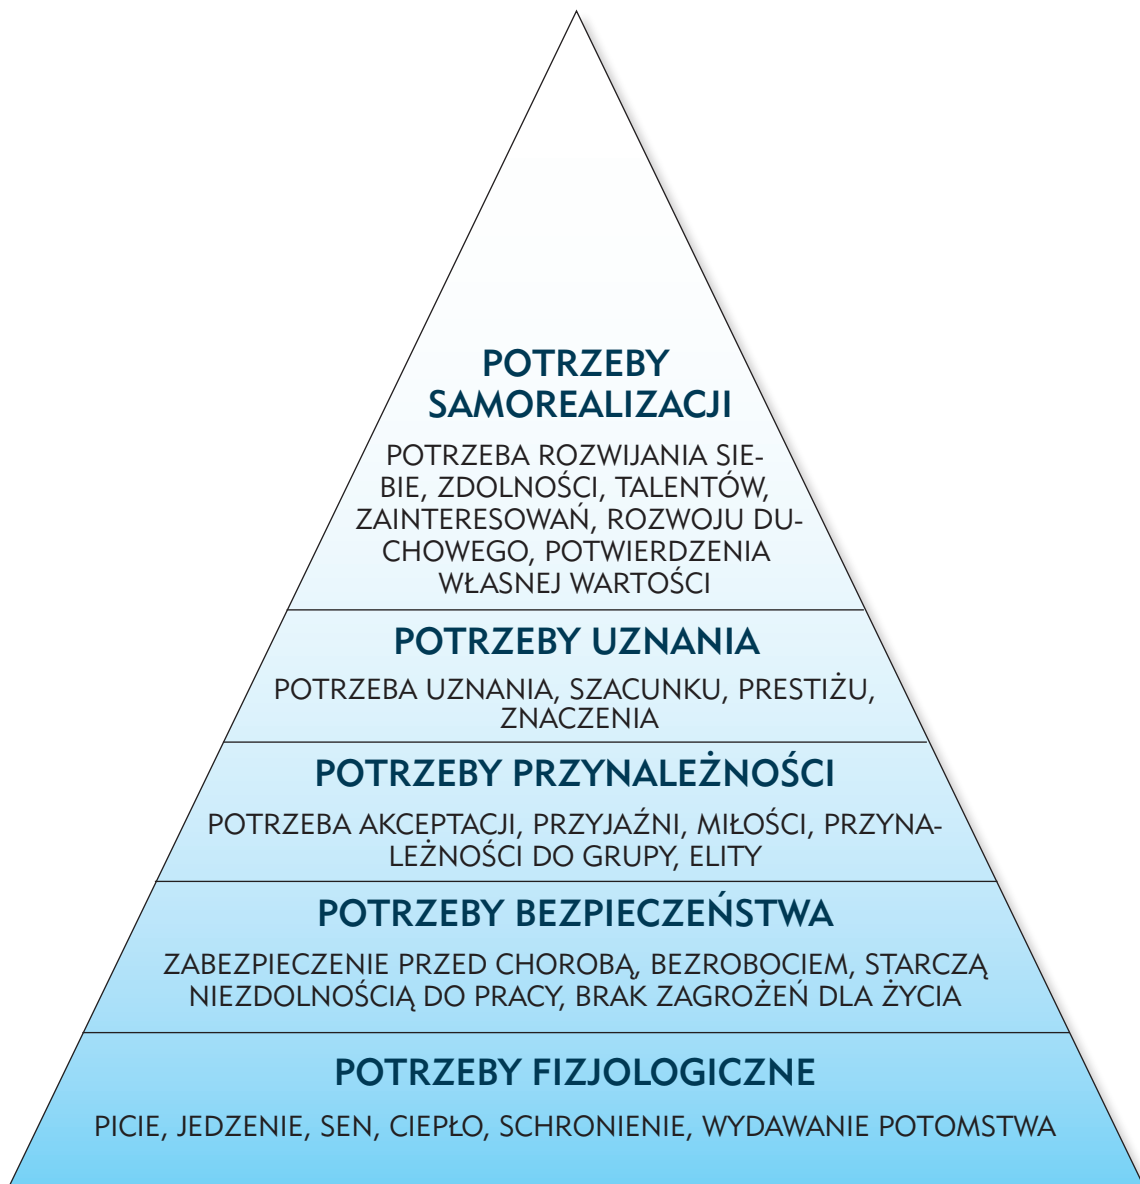 POTRZEBY
SAMOREALIZACJI
POTRZEBA ROZWIJANIA SIE-
BIE, ZDOLNOŚCI, TALENTÓW,
ZAINTERESOWAŃ, ROZWOJU DU-
CHOWEGO, POTWIERDZENIA
WŁASNEJ WARTOŚCI
POTRZEBY UZNANIA
POTRZEBA UZNANIA, SZACUNKU, PRESTIŻU,
ZNACZENIA
POTRZEBY PRZYNALEŻNOŚCI
POTRZEBA AKCEPTACJI, PRZYJAŹNI, MIŁOŚCI, PRZYNA-
LEŻNOŚCI DO GRUPY, ELITY
POTRZEBY BEZPIECZEŃSTWA
ZABEZPIECZENIE PRZED CHOROBĄ, BEZROBOCIEM, STARCZĄ
NIEZDOLNOŚCIĄ DO PRACY, BRAK ZAGROŻEŃ DLA ŻYCIA
POTRZEBY FIZJOLOGICZNE
PICIE, JEDZENIE, SEN, CIEPŁO, SCHRONIENIE, WYDAWANIE POTOMSTWA